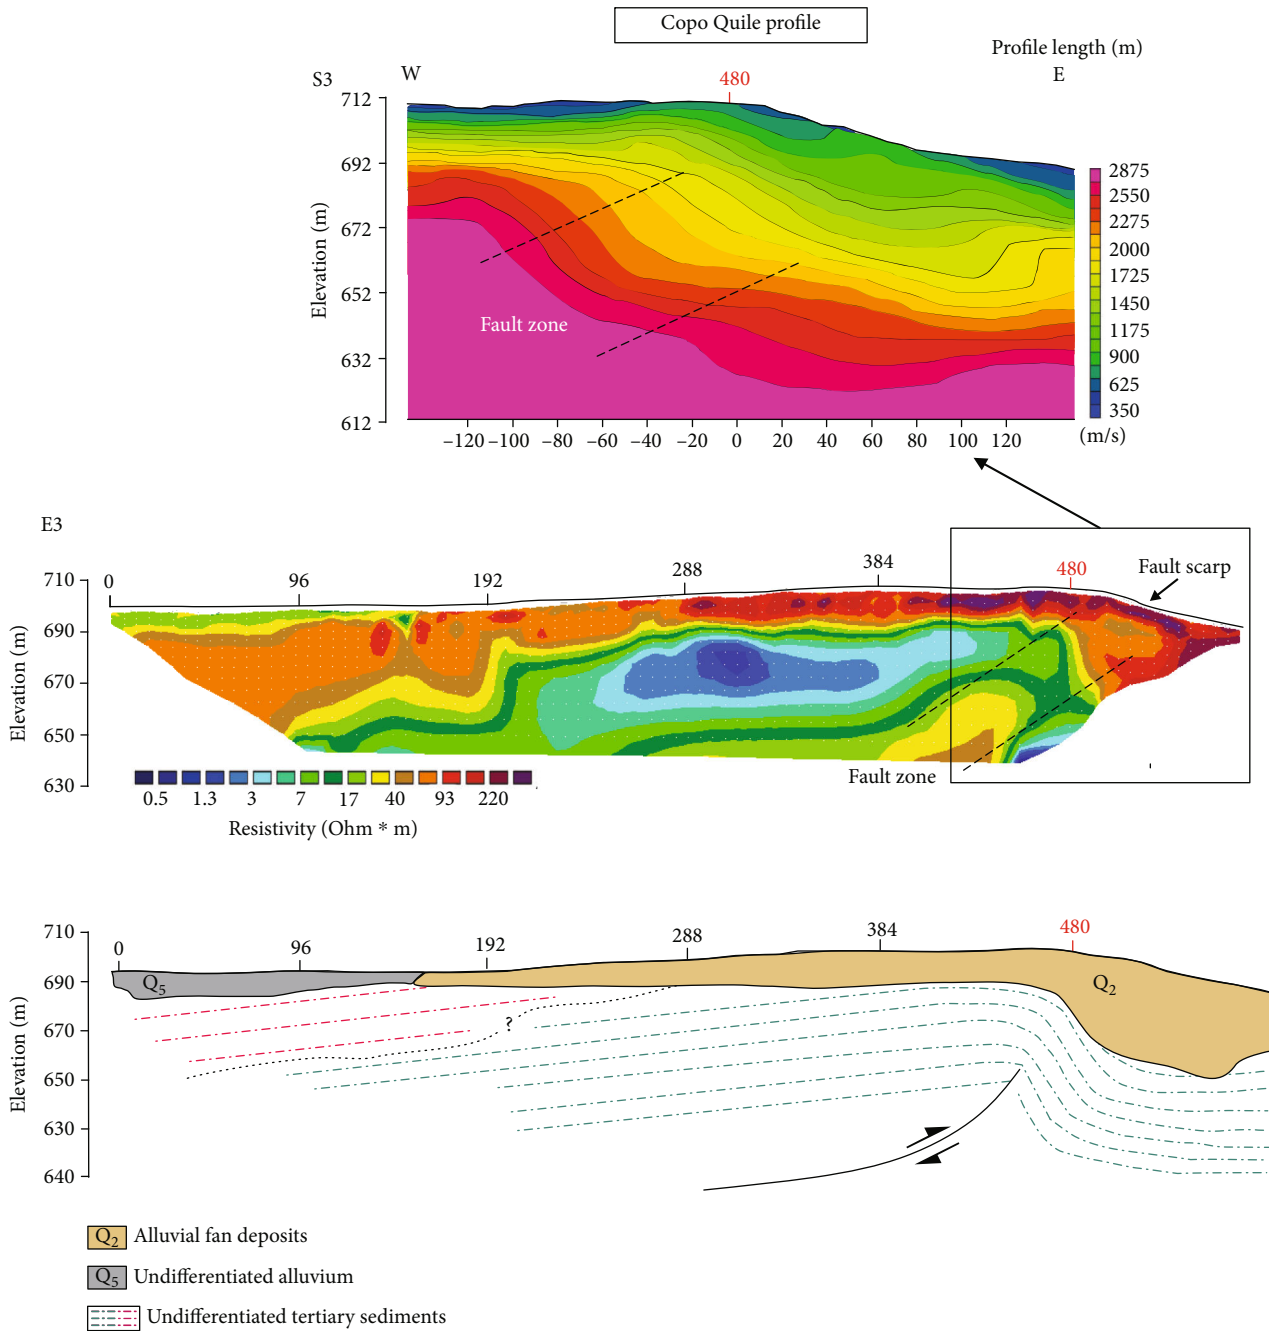 Copo Quile profile
Profile length (m)
S3 W 480 E
712
692
672
652
632
612
Elevation (m)
Fault zone
2875
2550
2275
2000
1725
1450
1175
900
625
350
(m/s)
−120 −100 −80 −60 −40 −20 0 20 40 60 80 100 120
E3
0 96 192 288 384 480
Fault scarp
710
690
670
650
630
Elevation (m)
Fault zone
0.5 1.3 3 7 17 40 93 220
Resistivity (Ohm * m)
0 96 192 288 384 480
710
690
670
650
630
640
Elevation (m)
Q5
Q2
?
Q2 Alluvial fan deposits
Q5 Undifferentiated alluvium
Undifferentiated tertiary sediments